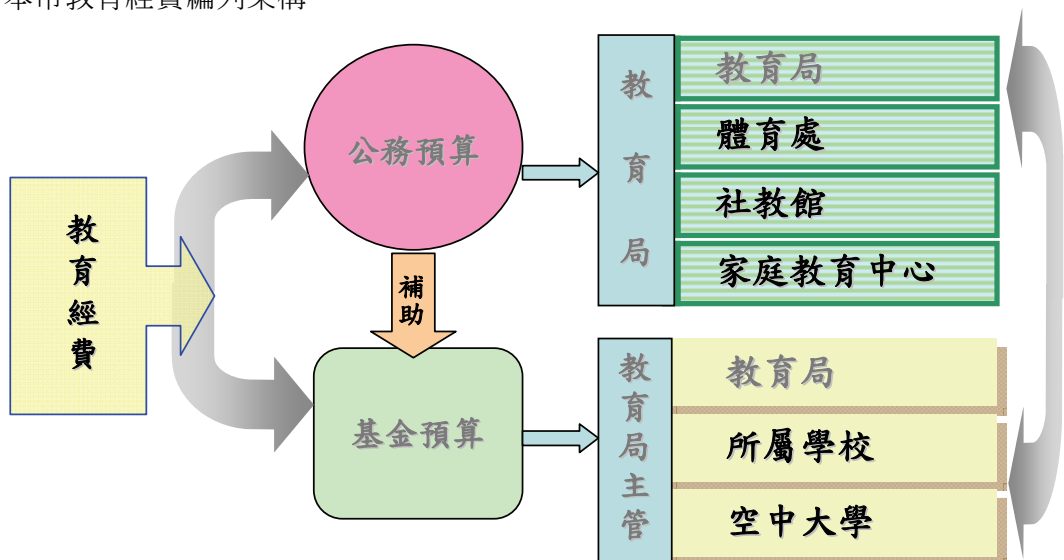 本市教育經費編列架構
教育經費
公務預算
補助
基金預算
教育局
教育局
體育處
社教館
家庭教育中心
教育局主管
教育局
所屬學校
空中大學